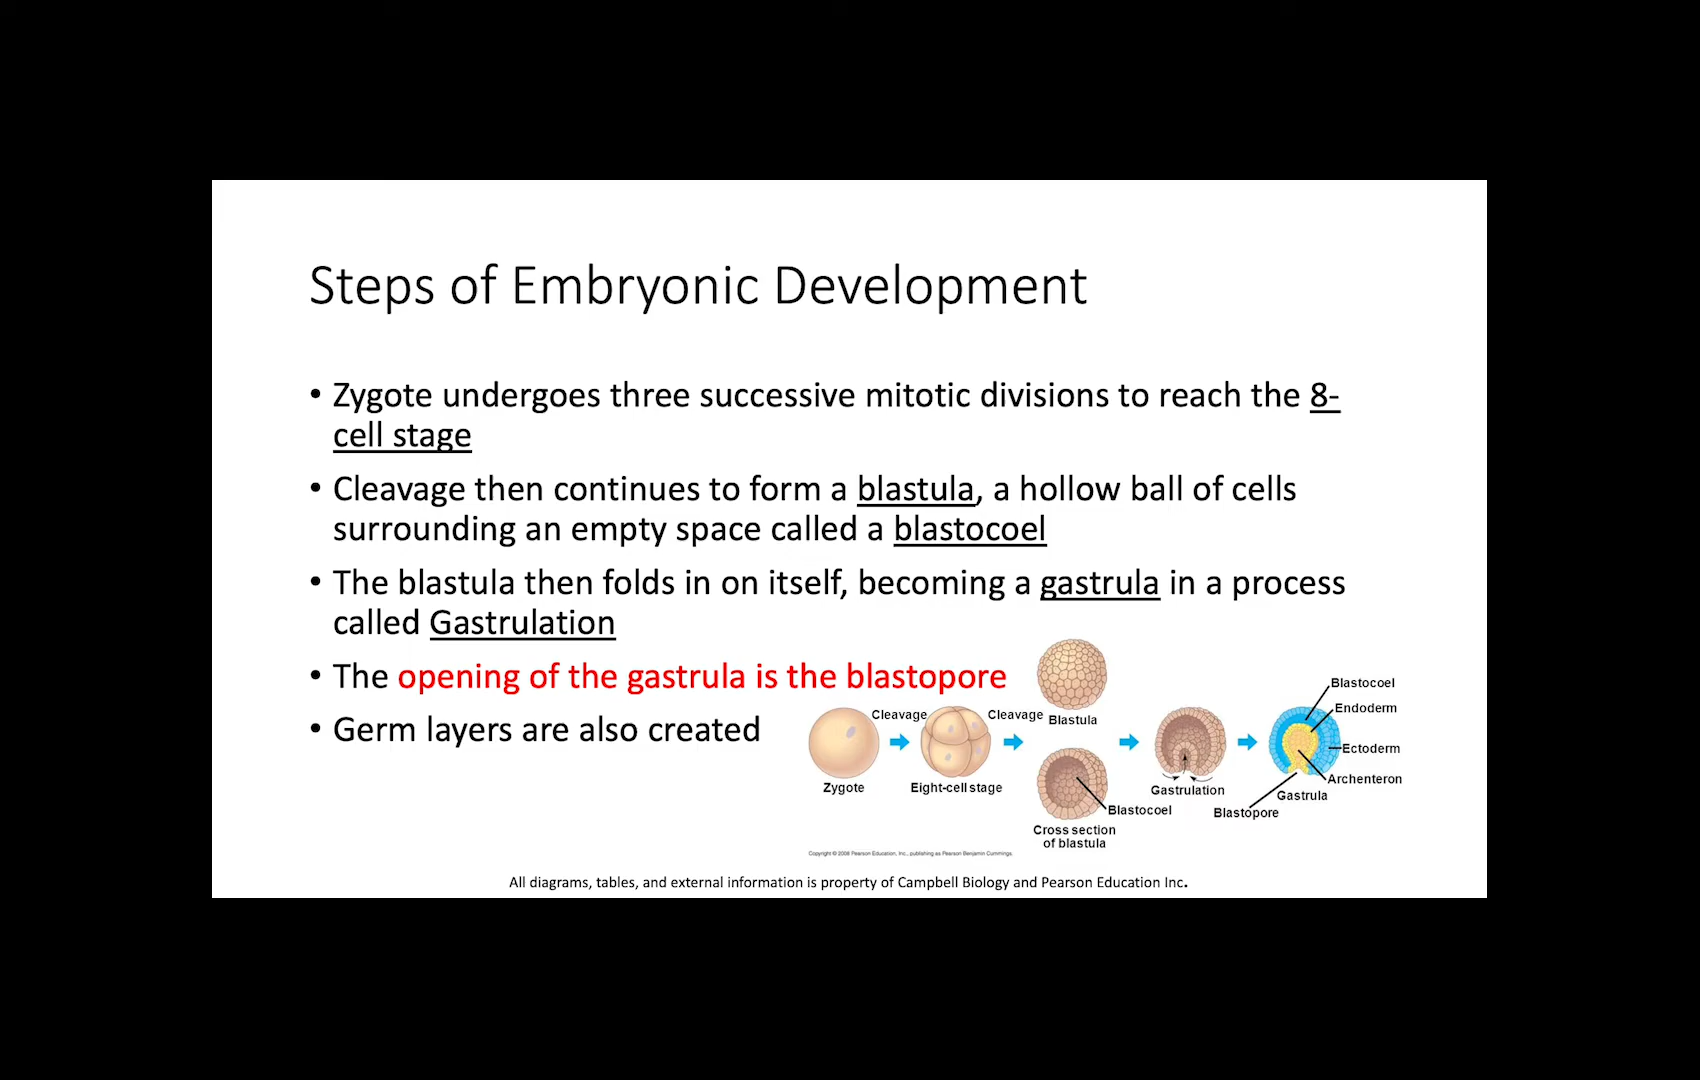 Steps of Embryonic Development
• Zygote undergoes three successive mitotic divisions to reach the 8-
cell stage
• Cleavage then continues to form a blastula, a hollow ball of cells
surrounding an empty space called a blastocoel
• The blastula then folds in on itself, becoming a gastrula in a process
called Gastrulation
• The opening of the gastrula is the blastopore
• Germ layers are also created
Zygote
Cleavage
Eight-cell stage
Cleavage
Blastula
Blastocoel
Cross section
of blastula
Gastrulation
Blastocoel
Endoderm
Ectoderm
Archenteron
Gastrula
Blastopore
Copyright © 2008 Pearson Education, Inc., publishing as Pearson Benjamin Cummings.
All diagrams, tables, and external information is property of Campbell Biology and Pearson Education Inc.